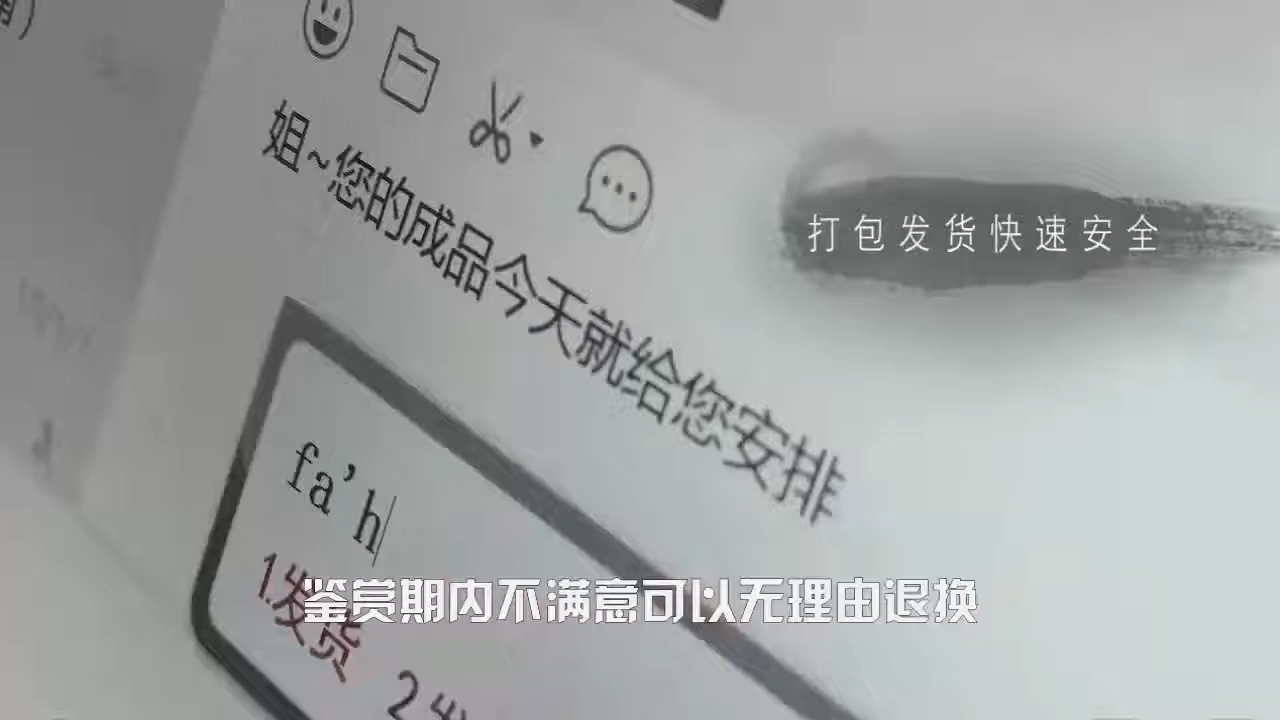 姐~您的成品今天就给您安排
打包发货快速安全
fa'h
1.发货
2.发
鉴赏期内不满意可以无理由退换